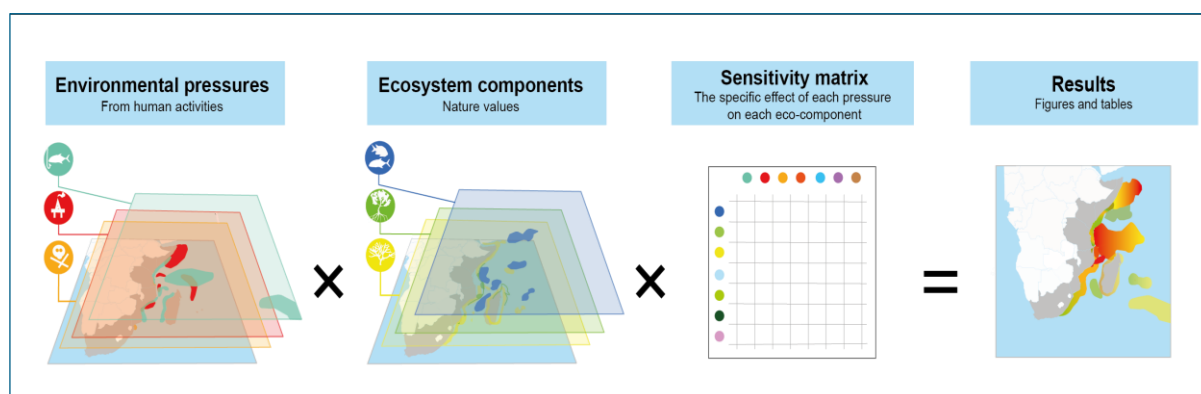 Environmental pressures
From human activities
Ecosystem components
Nature values
Sensitivity matrix
The specific effect of each pressure
on each eco-component
Results
Figures and tables